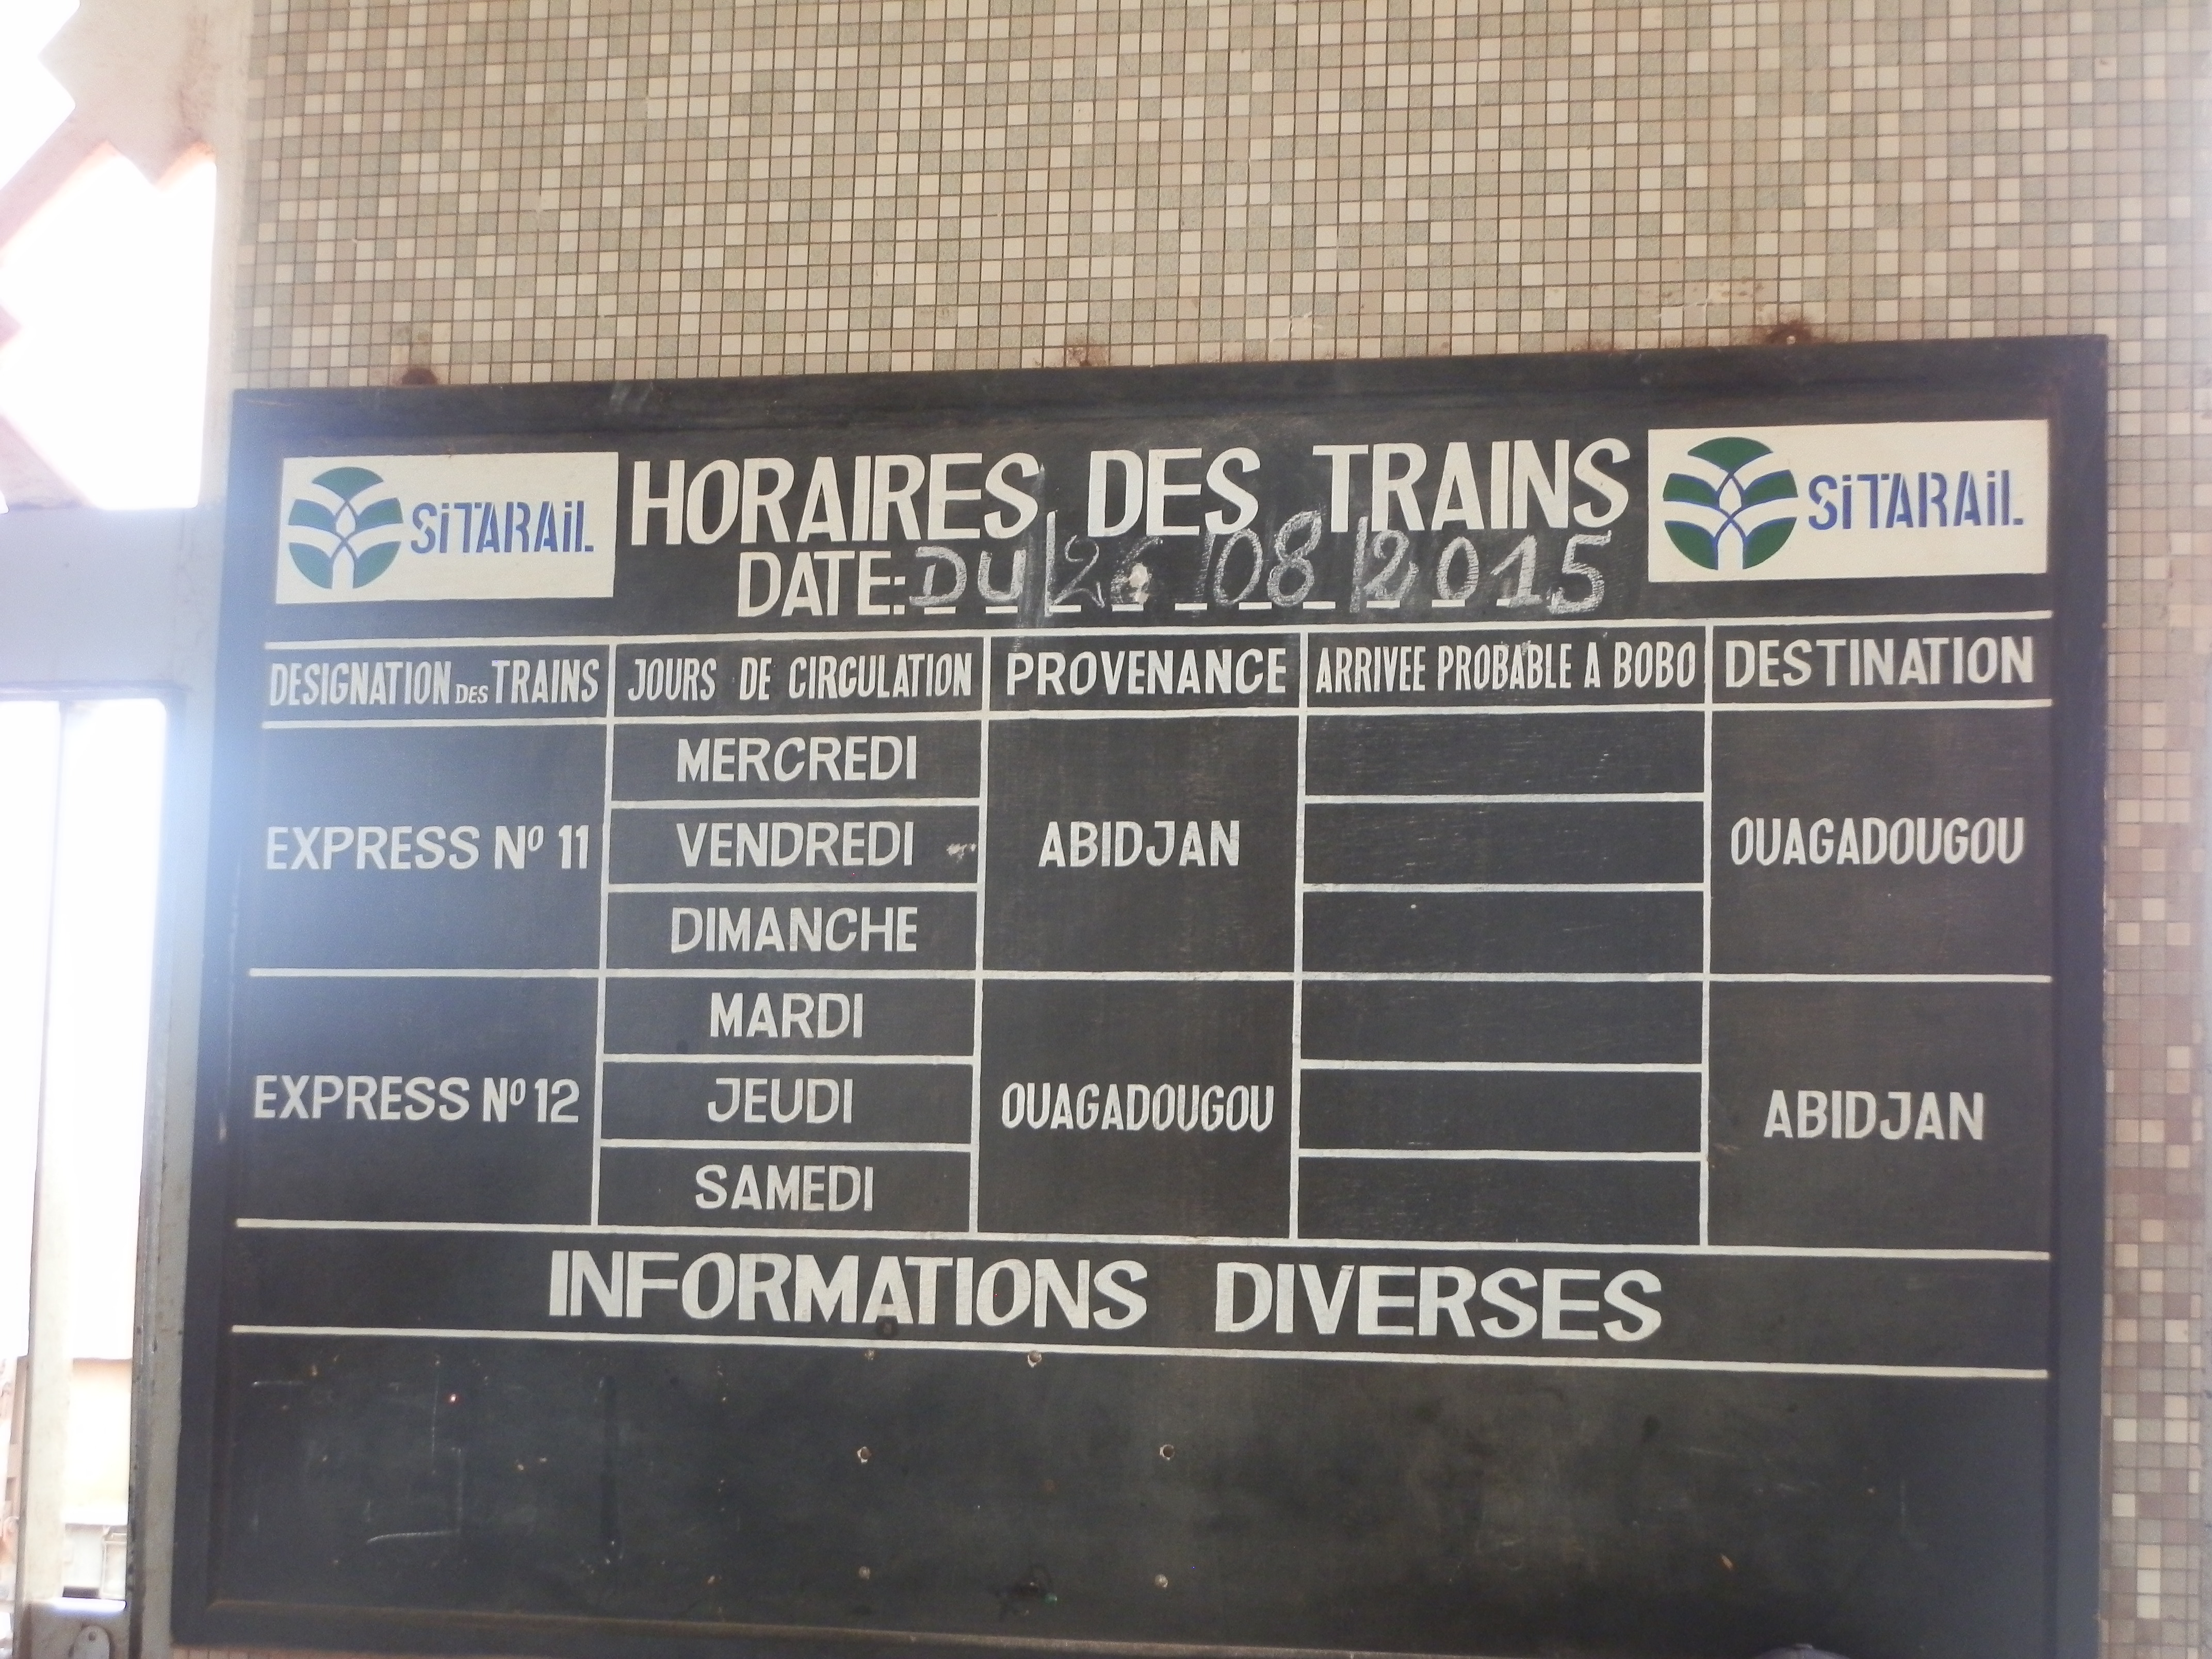 SiTARAiL
HORAIRES DES TRAINS
SiTARAiL
DATE: DU 26/08/2015
DESIGNATION DES TRAINS
JOURS DE CIRCULATION
PROVENANCE
ARRIVEE PROBABLE A BOBO
DESTINATION
EXPRESS Nº 11
MERCREDI
VENDREDI
DIMANCHE
ABIDJAN
OUAGADOUGOU
EXPRESS Nº 12
MARDI
JEUDI
SAMEDI
OUAGADOUGOU
ABIDJAN
INFORMATIONS DIVERSES